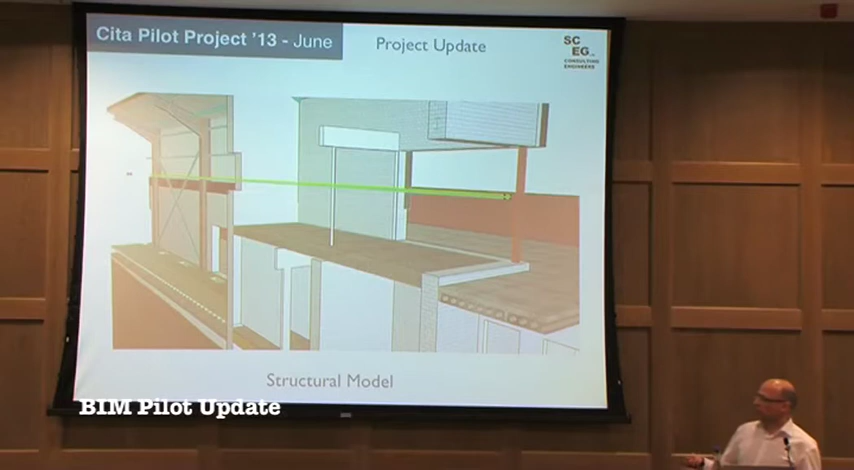 Cita Pilot Project '13 - June
Project Update
SC
EG
CONSULTING
ENGINEERS
Structural Model
BIM Pilot Update